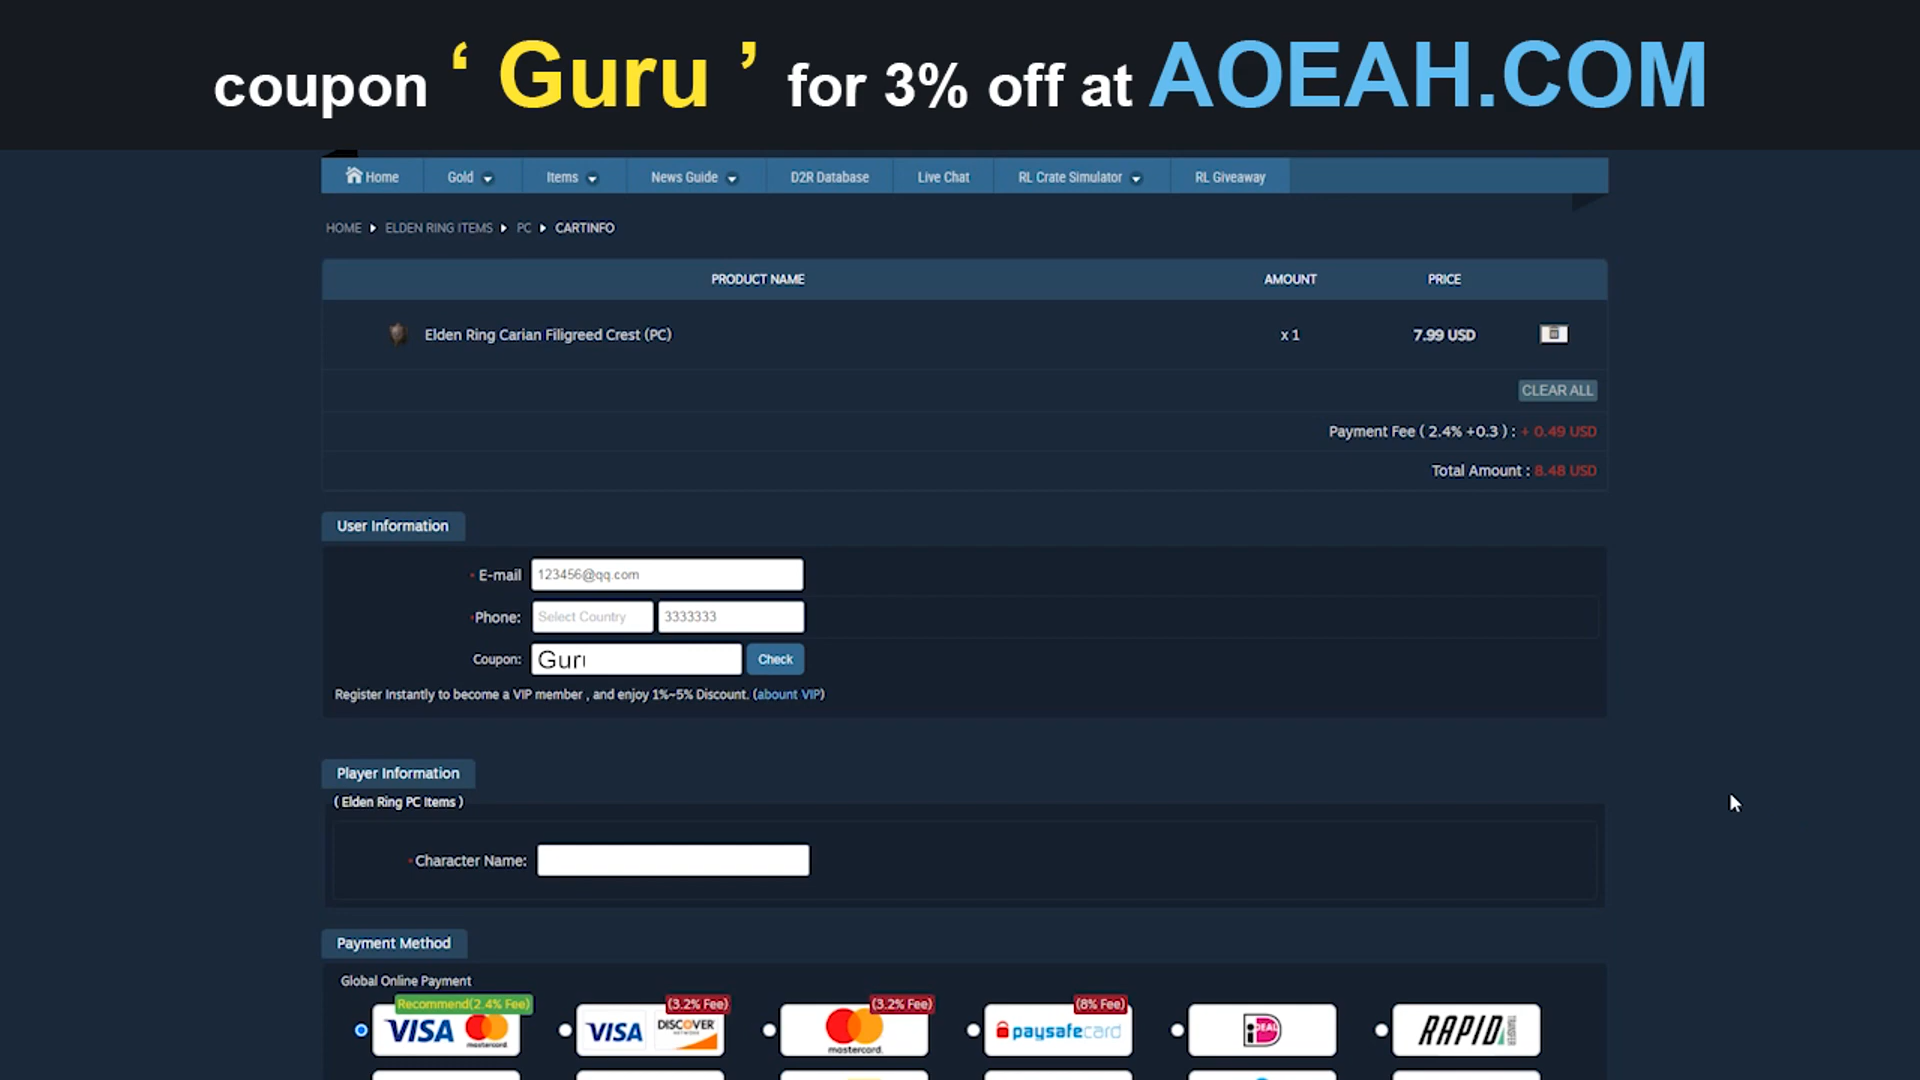 coupon ‘ Guru ’ for 3% off at AOEAH.COM
Home Gold Items News Guide D2R Database Live Chat RL Crate Simulator RL Giveaway
HOME ELDEN RING ITEMS PC CARTINFO
PRODUCT NAME AMOUNT PRICE
Elden Ring Carian Filigreed Crest (PC) x 1 7.99 USD
CLEAR ALL
Payment Fee ( 2.4% +0.3 ) : + 0.49 USD
Total Amount : 8.48 USD
User Information
* E-mail 123456@qq.com
*Phone: Select Country 3333333
Coupon: Guru Check
Register Instantly to become a VIP member , and enjoy 1%~5% Discount. (abount VIP)
Player Information
( Elden Ring PC Items )
*Character Name:
Payment Method
Global Online Payment
Recommend(2.4% Fee) (3.2% Fee) (3.2% Fee) (8% Fee)
VISA mastercard. VISA DISCOVER NETWORK mastercard. paysafecard iDEAL RAPID TRANSFER